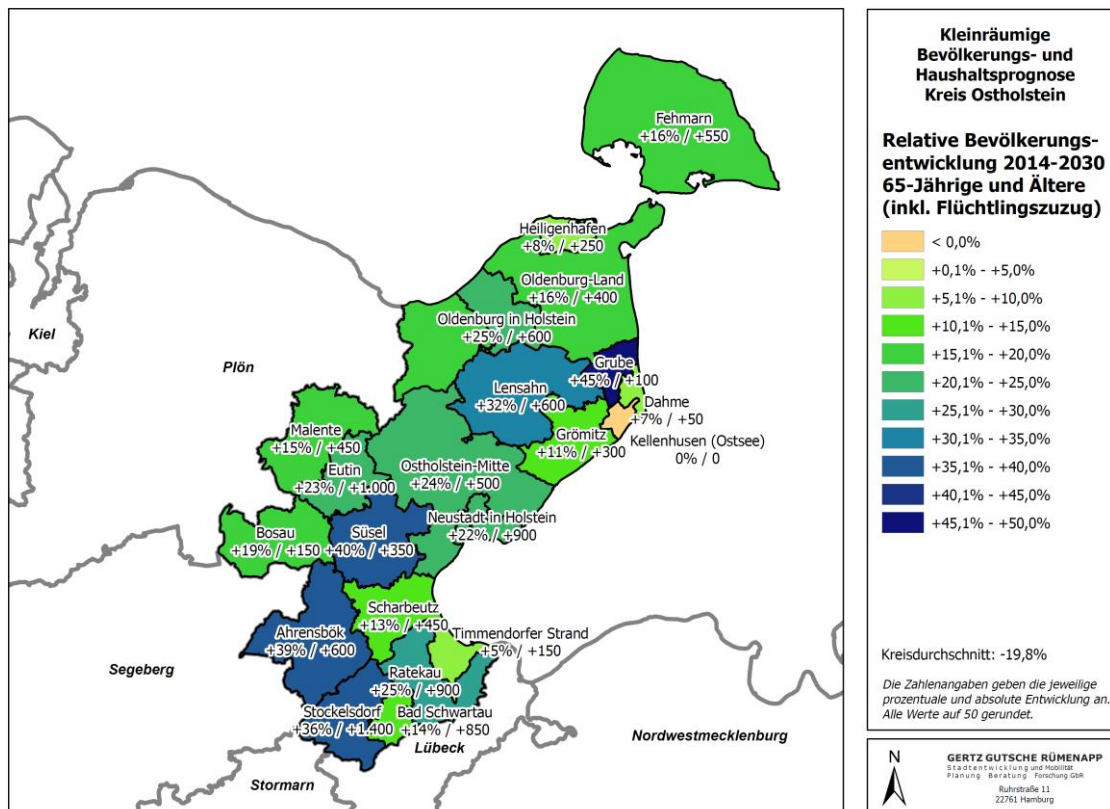 Fehmarn
+16% / +550
Heiligenhafen
+8% / +250
Oldenburg-Land
+16% / +400
Oldenburg in Holstein
+25% / +600
Kiel
Plön
Grube
+45% / +100
Lensahn
+32% / +600
Dahme
+7% / +50
Grömitz
+11% / +300
Kellenhusen (Ostsee)
0% / 0
Malente
+15% / +450
Eutin
+23% / +1.000
Ostholstein-Mitte
+24% / +500
Neustadt in Holstein
+22% / +900
Bosau
+19% / +150
Süsel
+40% / +350
Scharbeutz
+13% / +450
Timmendorfer Strand
+5% / +150
Ahrensbök
+39% / +600
Segeberg
Ratekau
+25% / +900
Stockelsdorf
+36% / +1.400
Bad Schwartau
+14% / +850
Lübeck
Nordwestmecklenburg
Stormarn
Kleinräumige
Bevölkerungs- und
Haushaltsprognose
Kreis Ostholstein
Relative Bevölkerungs-
entwicklung 2014-2030
65-Jährige und Ältere
(inkl. Flüchtlingszuzug)
< 0,0%
+0,1% - +5,0%
+5,1% - +10,0%
+10,1% - +15,0%
+15,1% - +20,0%
+20,1% - +25,0%
+25,1% - +30,0%
+30,1% - +35,0%
+35,1% - +40,0%
+40,1% - +45,0%
+45,1% - +50,0%
Kreisdurchschnitt: -19,8%
Die Zahlenangaben geben die jeweilige
prozentuale und absolute Entwicklung an.
Alle Werte auf 50 gerundet.
N
GERTZ GUTSCHE RÜMENAPP
Stadtentwicklung und Mobilität
Planung Beratung Forschung GbR
Ruhrstraße 11
22761 Hamburg